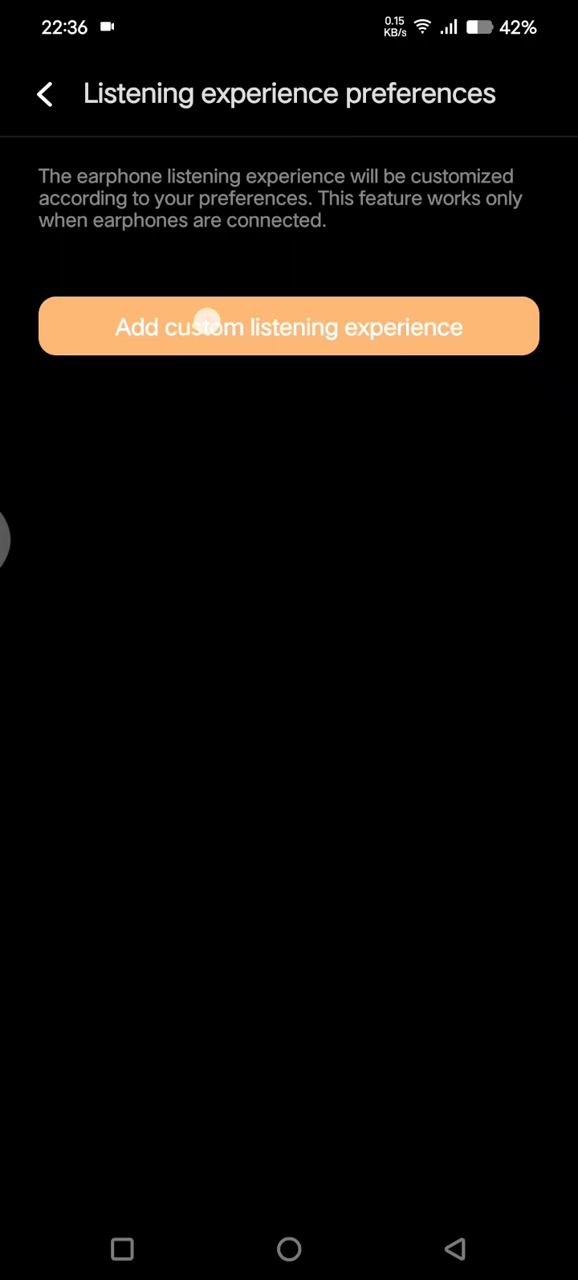 22:36 0.15 KB/s 42%
Listening experience preferences
The earphone listening experience will be customized
according to your preferences. This feature works only
when earphones are connected.
Add custom listening experience